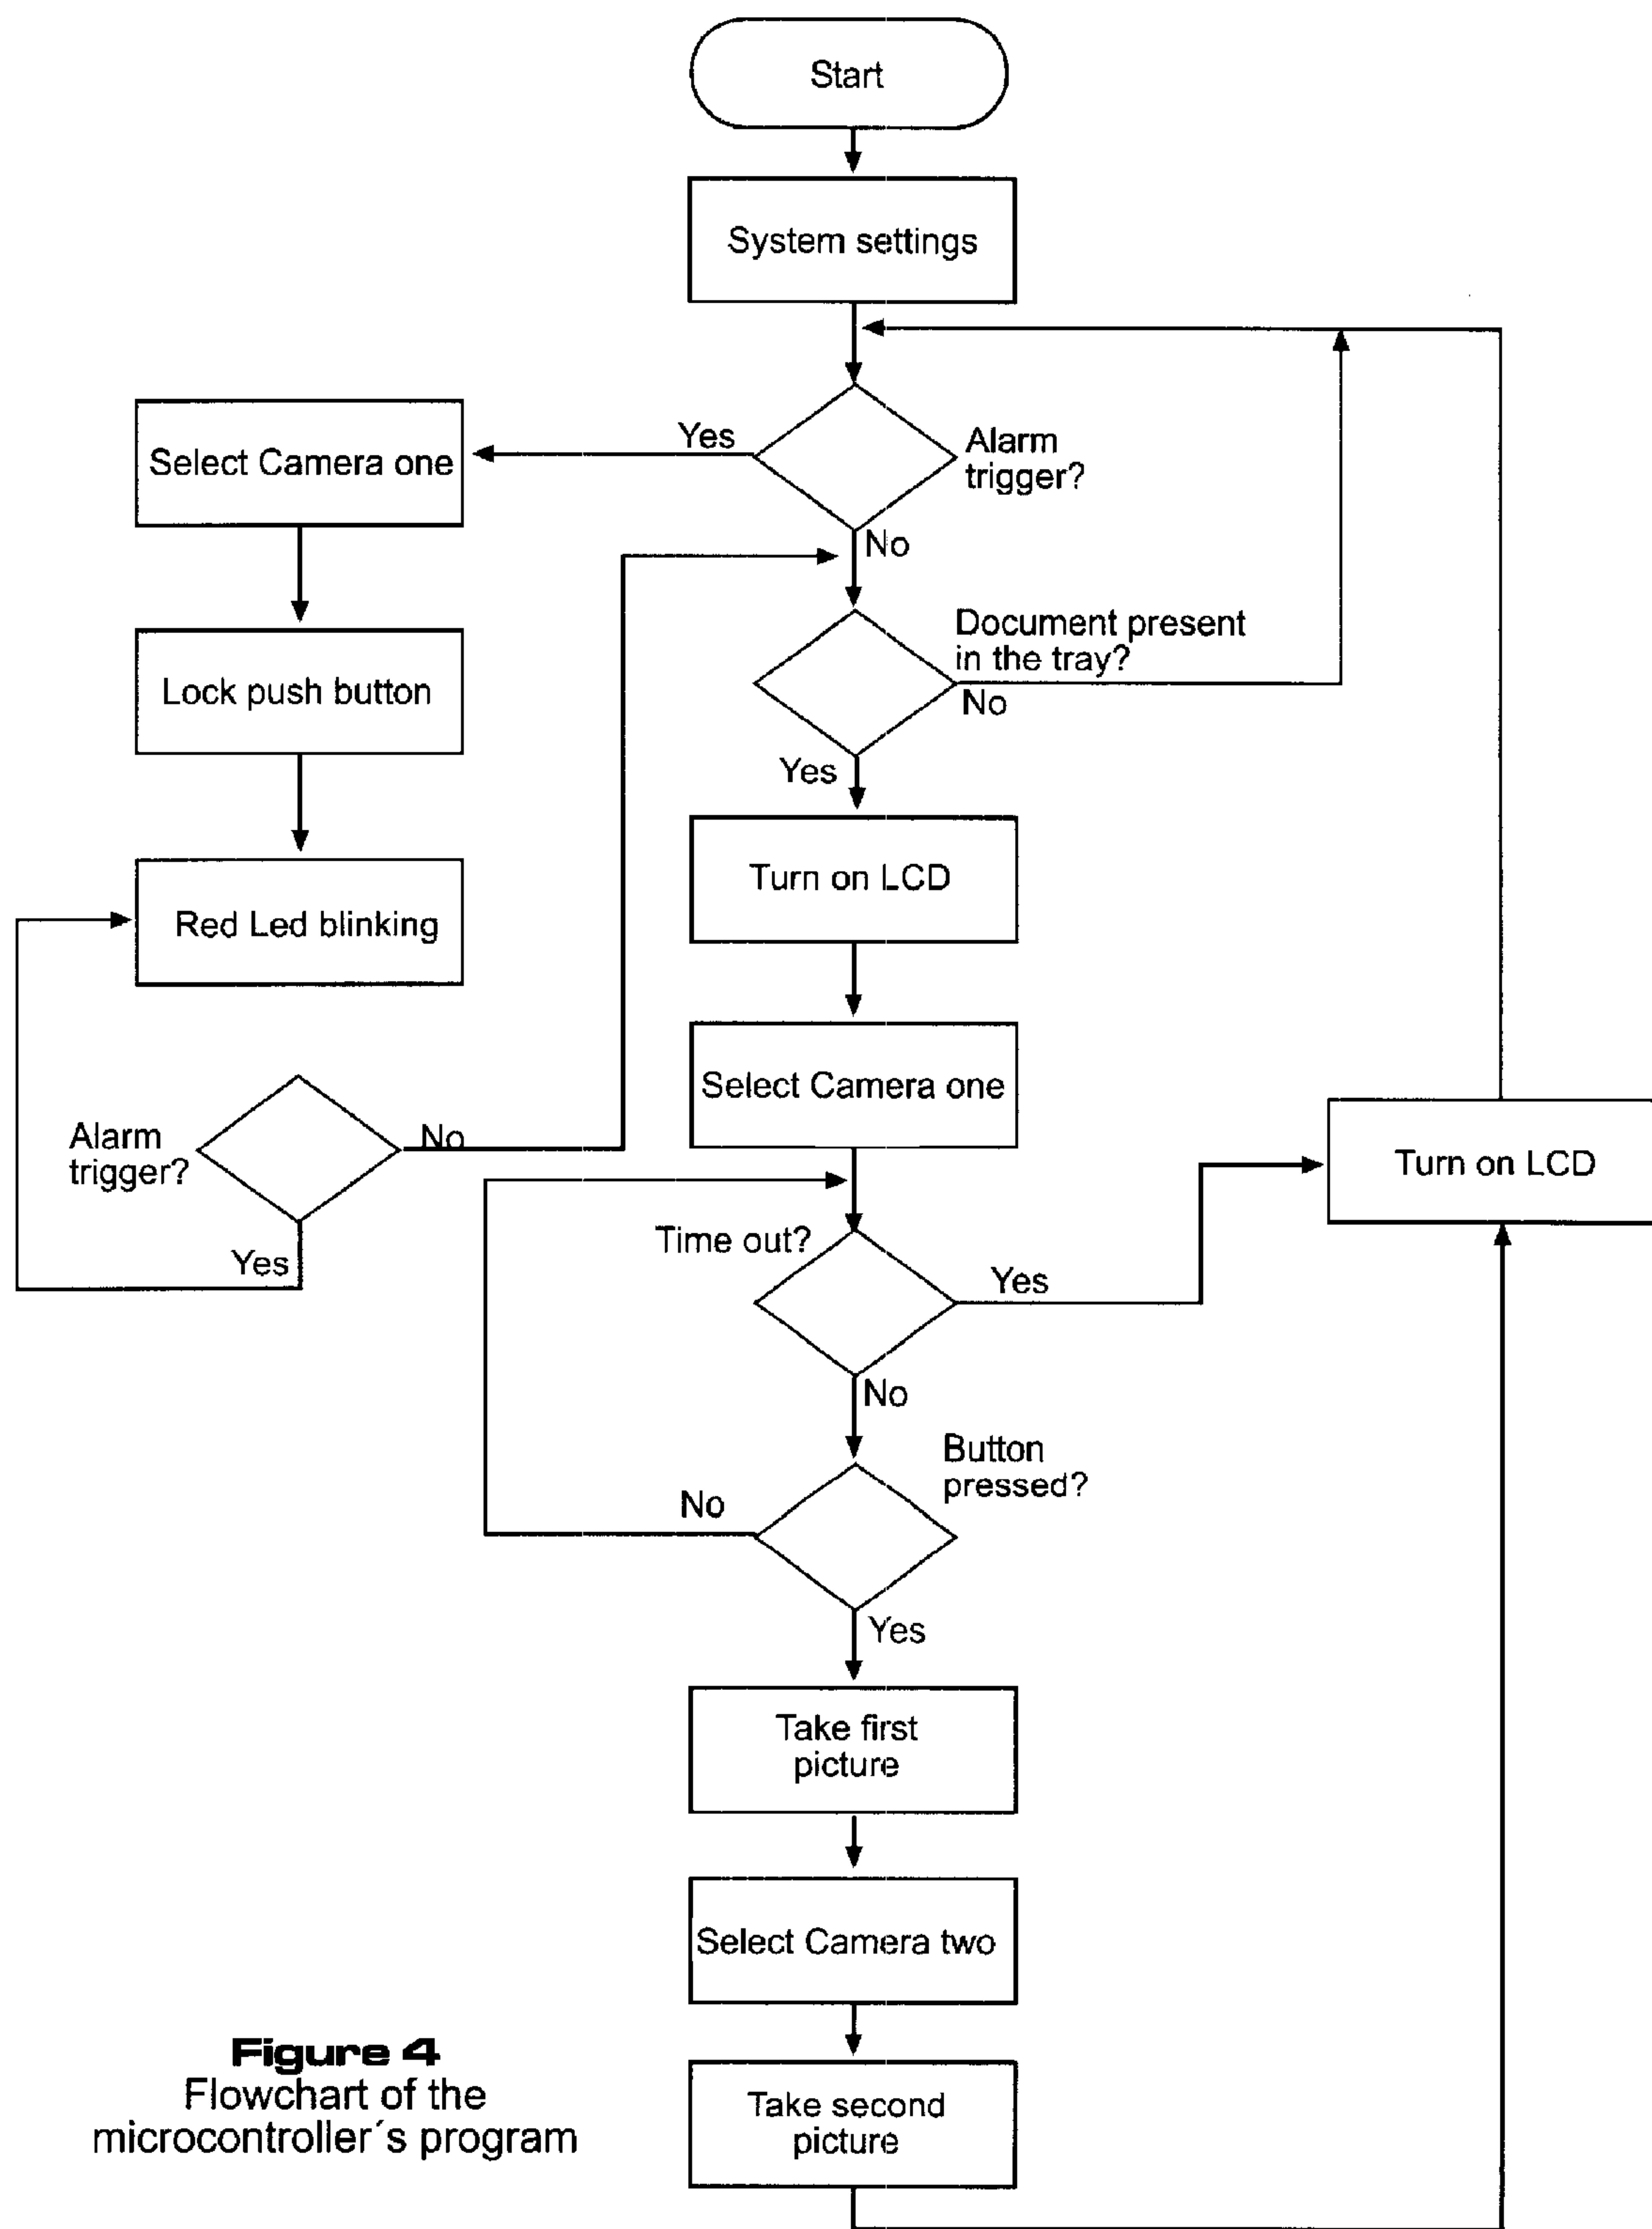 Start
System settings
Yes
Alarm
trigger?
Select Camera one
No
Document present
in the tray?
No
Lock push button
Yes
Turn on LCD
Red Led blinking
Select Camera one
Alarm
trigger?
No
Turn on LCD
Time out?
Yes
Yes
No
Button
pressed?
No
Yes
Take first
picture
Select Camera two
Take second
picture
Figure 4
Flowchart of the
microcontroller´s program